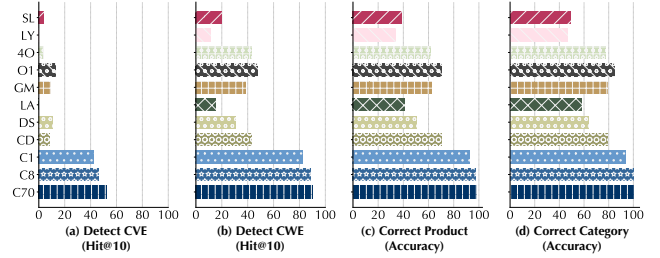 SL
LY
4O
O1
GM
LA
DS
CD
C1
C8
C70
0 20 40 60 80 100 0 20 40 60 80 100 0 20 40 60 80 100 0 20 40 60 80 100
(a) Detect CVE (b) Detect CWE (c) Correct Product (d) Correct Category
(Hit@10) (Hit@10) (Accuracy) (Accuracy)